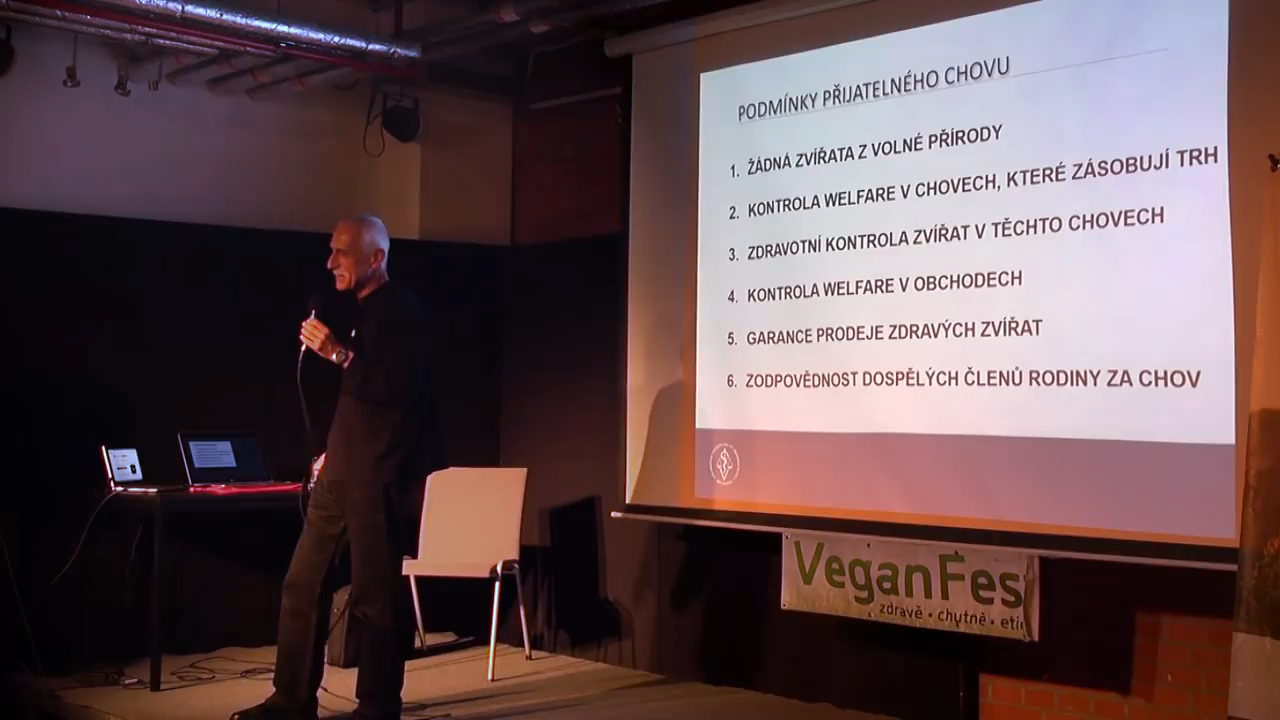 PODMÍNKY PŘIJATELNÉHO CHOVU
1. ŽÁDNÁ ZVÍŘATA Z VOLNÉ PŘÍRODY
2. KONTROLA WELFARE V CHOVECH, KTERÉ ZÁSOBUJÍ TRH
3. ZDRAVOTNÍ KONTROLA ZVÍŘAT V TĚCHTO CHOVECH
4. KONTROLA WELFARE V OBCHODECH
5. GARANCE PRODEJE ZDRAVÝCH ZVÍŘAT
6. ZODPOVĚDNOST DOSPĚLÝCH ČLENŮ RODINY ZA CHOV
VeganFes
zdravě • chutně • eti